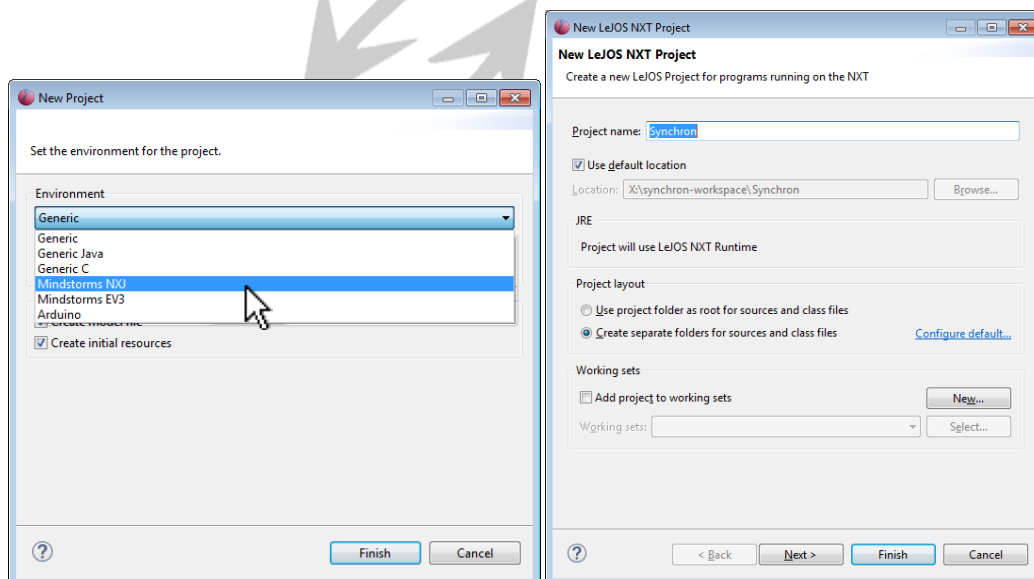 New Project
Set the environment for the project.
Environment
Generic
Generic
Generic Java
Generic C
Mindstorms NXJ
Mindstorms EV3
Arduino
Create model file
Create initial resources
Finish
Cancel
New LeJOS NXT Project
New LeJOS NXT Project
Create a new LeJOS Project for programs running on the NXT
Project name: Synchron
Use default location
Location: X:\synchron-workspace\Synchron Browse...
JRE
Project will use LeJOS NXT Runtime
Project layout
Use project folder as root for sources and class files
Create separate folders for sources and class files Configure default...
Working sets
Add project to working sets New...
Working sets: Select...
< Back Next > Finish Cancel